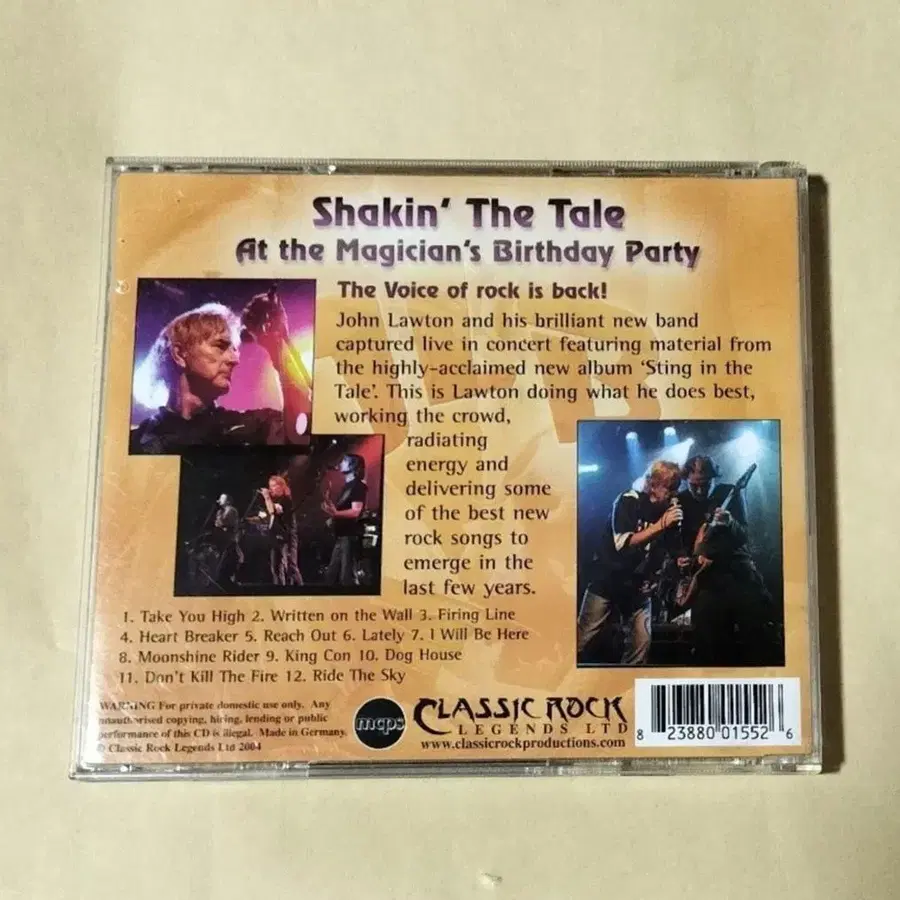 Shakin' The Tale
At the Magician's Birthday Party
The Voice of rock is back!
John Lawton and his brilliant new band
captured live in concert featuring material from
the highly-acclaimed new album 'Sting in the
Tale'. This is Lawton doing what he does best,
working the crowd,
radiating
energy and
delivering some
of the best new
rock songs to
emerge in the
last few years.
1. Take You High 2. Written on the Wall 3. Firing Line
4. Heart Breaker 5. Reach Out 6. Lately 7. I Will Be Here
8. Moonshine Rider 9. King Con 10. Dog House
11. Don't Kill The Fire 12. Ride The Sky
WARNING For private domestic use only. Any
unauthorised copying, hiring, lending or public
performance of this CD is illegal. Made in Germany.
© Classic Rock Legends Ltd 2004
mcps
CLASSIC ROCK
LEGENDS LTD
www.classicrockproductions.com
8 23880 01552 6